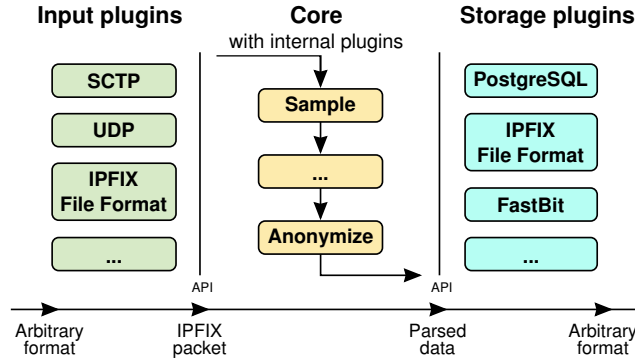 Input plugins
SCTP
UDP
IPFIX
File Format
...
API
Core
with internal plugins
Sample
...
Anonymize
API
Storage plugins
PostgreSQL
IPFIX
File Format
FastBit
...
Arbitrary
format
IPFIX
packet
Parsed
data
Arbitrary
format